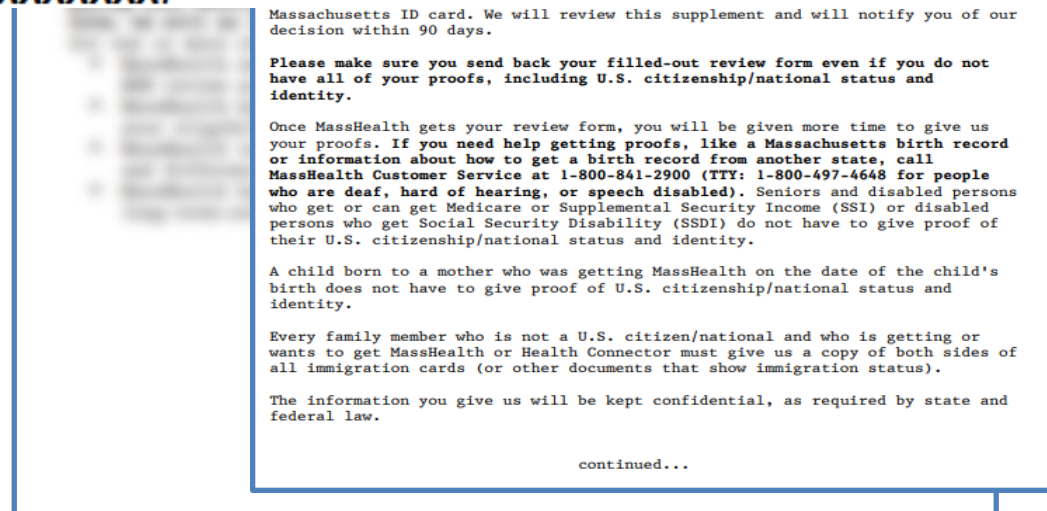 Massachusetts ID card. We will review this supplement and will notify you of our
decision within 90 days.
Please make sure you send back your filled-out review form even if you do not
have all of your proofs, including U.S. citizenship/national status and
identity.
Once MassHealth gets your review form, you will be given more time to give us
your proofs. If you need help getting proofs, like a Massachusetts birth record
or information about how to get a birth record from another state, call
MassHealth Customer Service at 1-800-841-2900 (TTY: 1-800-497-4648 for people
who are deaf, hard of hearing, or speech disabled). Seniors and disabled persons
who get or can get Medicare or Supplemental Security Income (SSI) or disabled
persons who get Social Security Disability (SSDI) do not have to give proof of
their U.S. citizenship/national status and identity.
A child born to a mother who was getting MassHealth on the date of the child's
birth does not have to give proof of U.S. citizenship/national status and
identity.
Every family member who is not a U.S. citizen/national and who is getting or
wants to get MassHealth or Health Connector must give us a copy of both sides of
all immigration cards (or other documents that show immigration status).
The information you give us will be kept confidential, as required by state and
federal law.
continued...